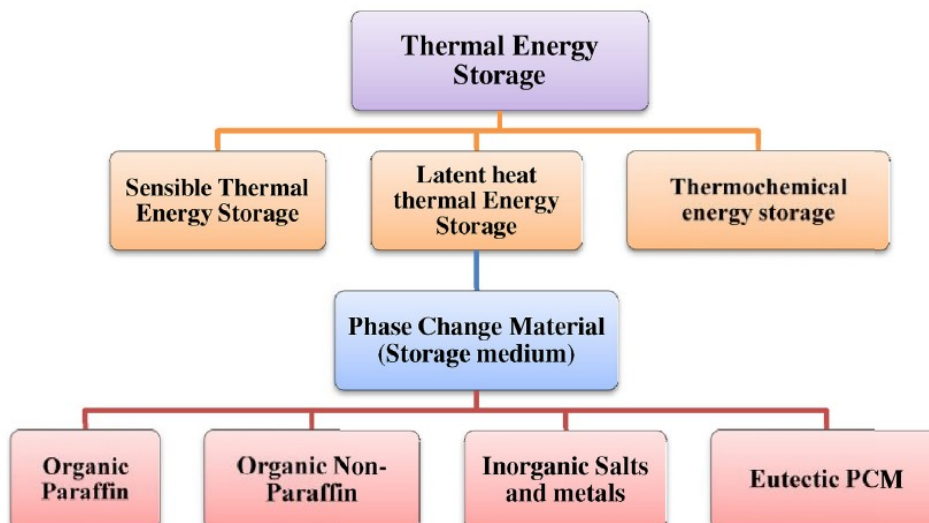 Thermal Energy
Storage
Sensible Thermal
Energy Storage
Latent heat
thermal Energy
Storage
Thermochemical
energy storage
Phase Change Material
(Storage medium)
Organic
Paraffin
Organic Non-
Paraffin
Inorganic Salts
and metals
Eutectic PCM